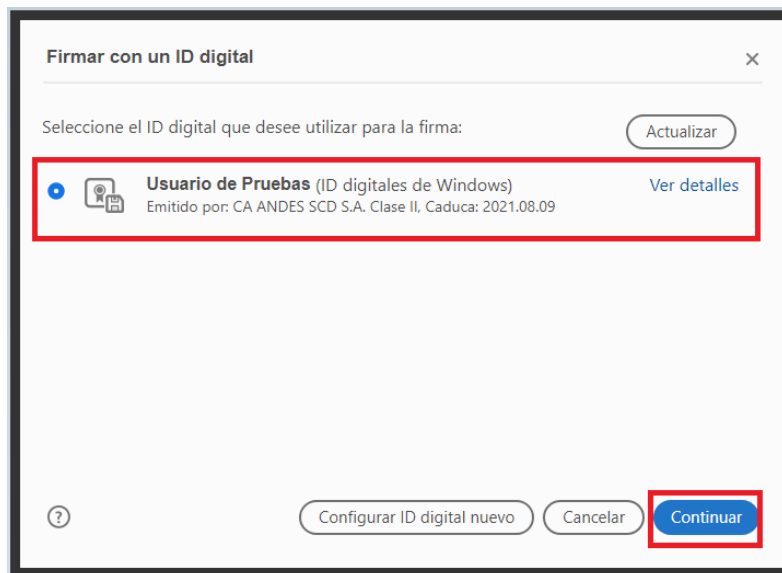 Firmar con un ID digital
Seleccione el ID digital que desee utilizar para la firma:
Actualizar
Usuario de Pruebas (ID digitales de Windows)
Ver detalles
Emitido por: CA ANDES SCD S.A. Clase II, Caduca: 2021.08.09
?
Configurar ID digital nuevo
Cancelar
Continuar